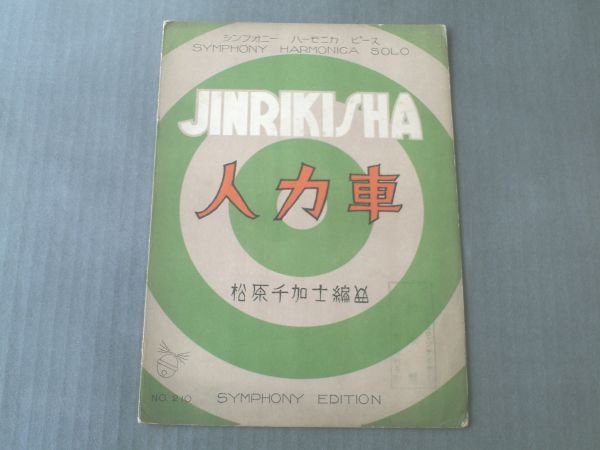 シンフォニー ハーモニカ ピース
SYMPHONY HARMONICA SOLO
JINRIKISHA
人力車
松原千加士編曲
NO. 210 SYMPHONY EDITION